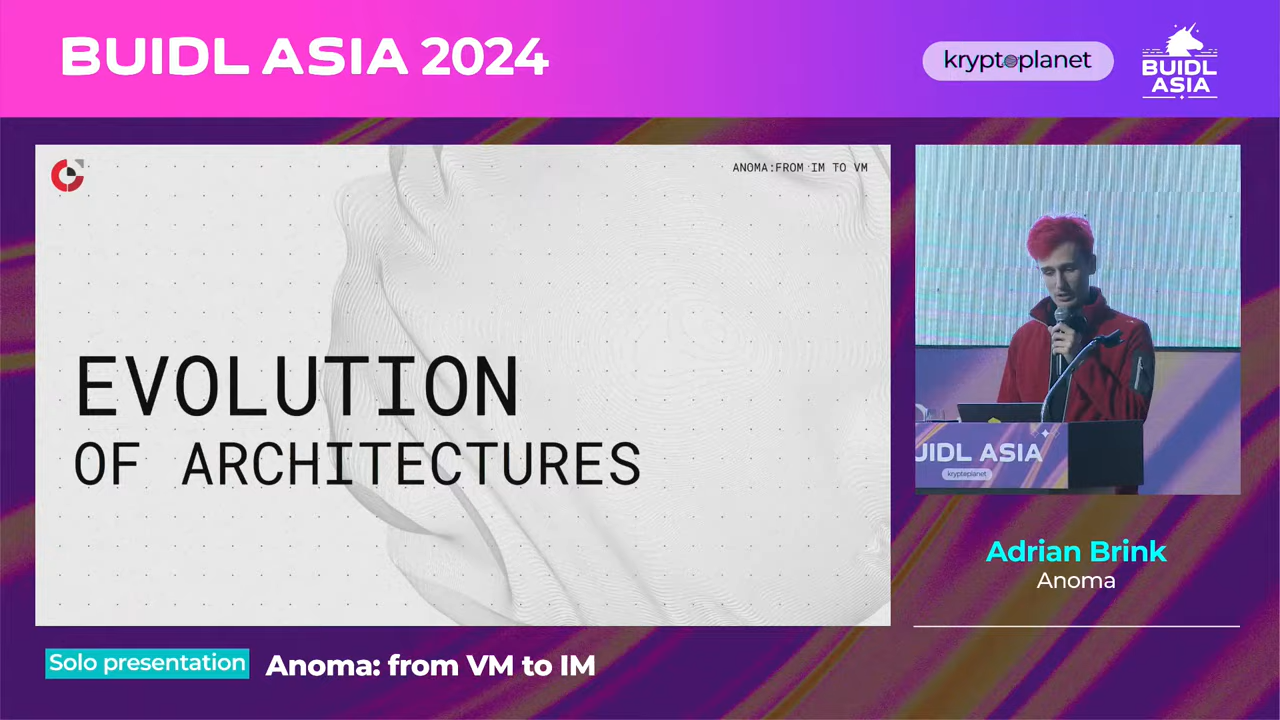 BUIDL ASIA 2024
kryptoplanet
BUIDL
ASIA
ANOMA:FROM IM TO VM
EVOLUTION
OF ARCHITECTURES
UIDL ASIA
kryptoplanet
Adrian Brink
Anoma
Solo presentation
Anoma: from VM to IM